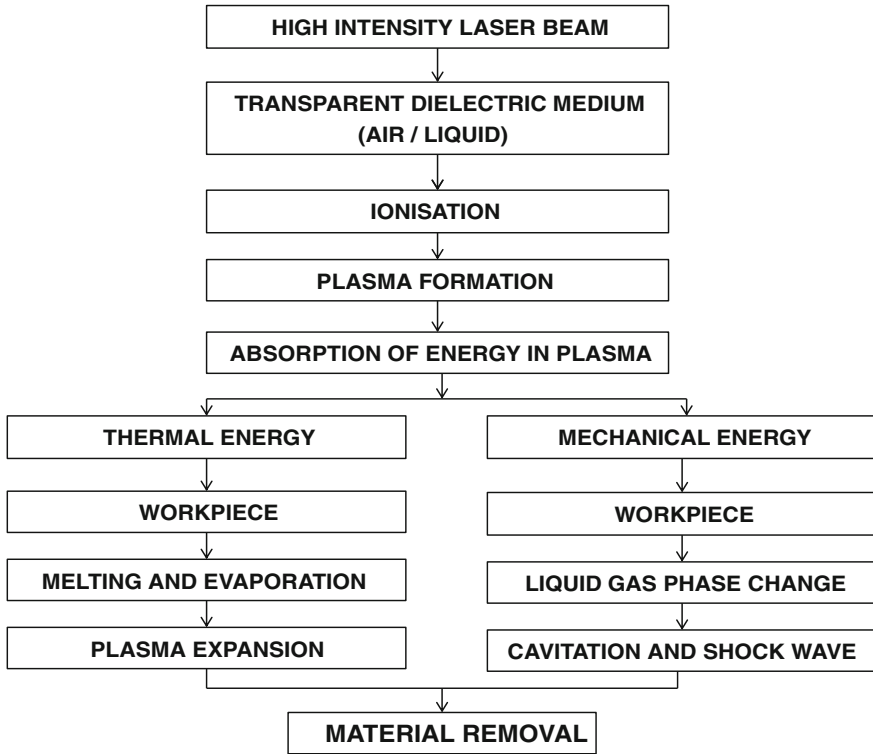 HIGH INTENSITY LASER BEAM
TRANSPARENT DIELECTRIC MEDIUM
(AIR / LIQUID)
IONISATION
PLASMA FORMATION
ABSORPTION OF ENERGY IN PLASMA
THERMAL ENERGY
WORKPIECE
MELTING AND EVAPORATION
PLASMA EXPANSION
MECHANICAL ENERGY
WORKPIECE
LIQUID GAS PHASE CHANGE
CAVITATION AND SHOCK WAVE
MATERIAL REMOVAL